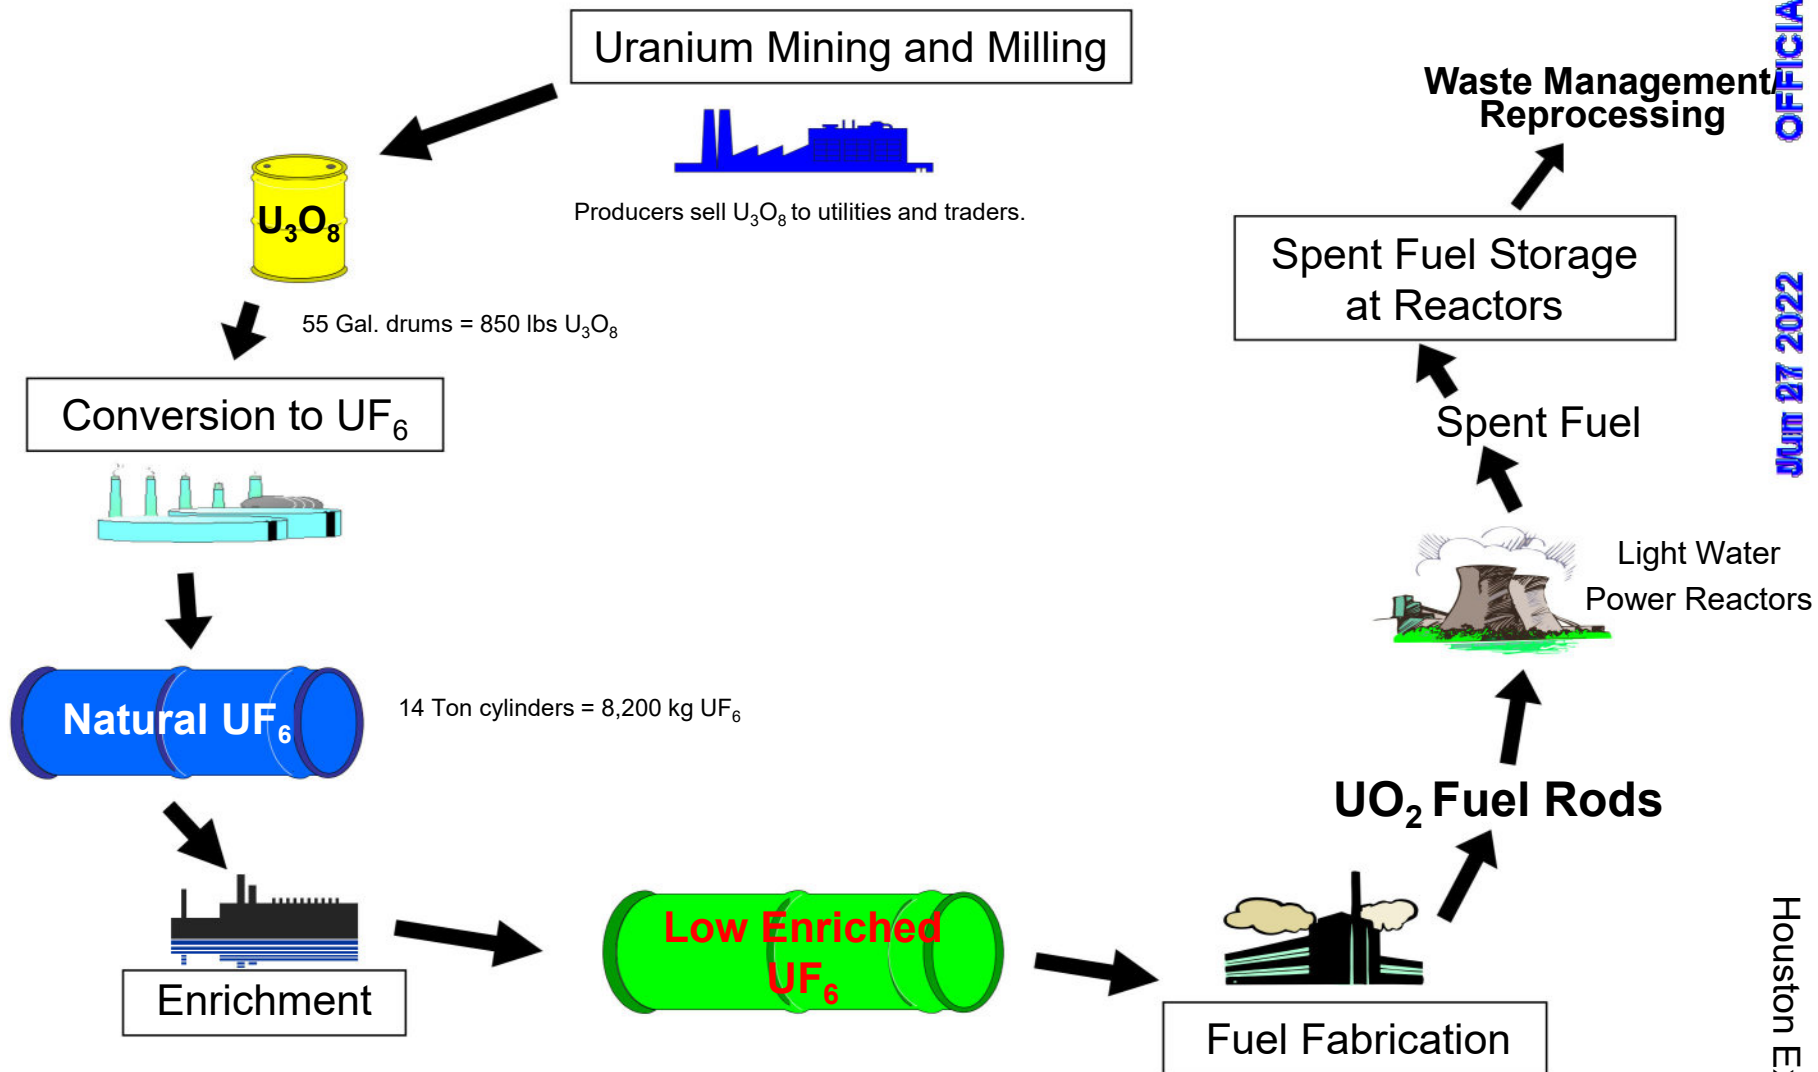 Uranium Mining and Milling
Producers sell U₃O₈ to utilities and traders.
U₃O₈
55 Gal. drums = 850 lbs U₃O₈
Conversion to UF₆
Natural UF₆
14 Ton cylinders = 8,200 kg UF₆
Enrichment
Low Enriched
UF₆
Fuel Fabrication
UO₂ Fuel Rods
Light Water
Power Reactors
Spent Fuel
Spent Fuel Storage
at Reactors
Waste Management/
Reprocessing
Jun 27 2022
Houston